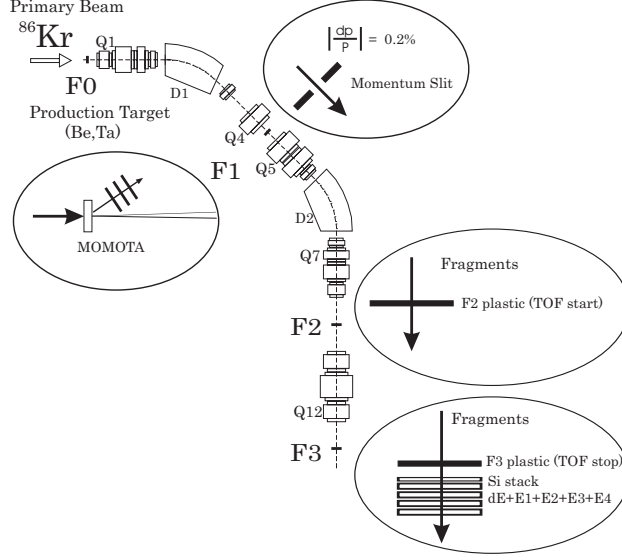 Primary Beam
⁸⁶Kr
Q1
F0
D1
Production Target
(Be,Ta)
MOMOTA
|dp/P| = 0.2%
Momentum Slit
Q4
F1
Q5
D2
Q7
F2
Fragments
F2 plastic (TOF start)
Q12
F3
Fragments
F3 plastic (TOF stop)
Si stack
dE+E1+E2+E3+E4